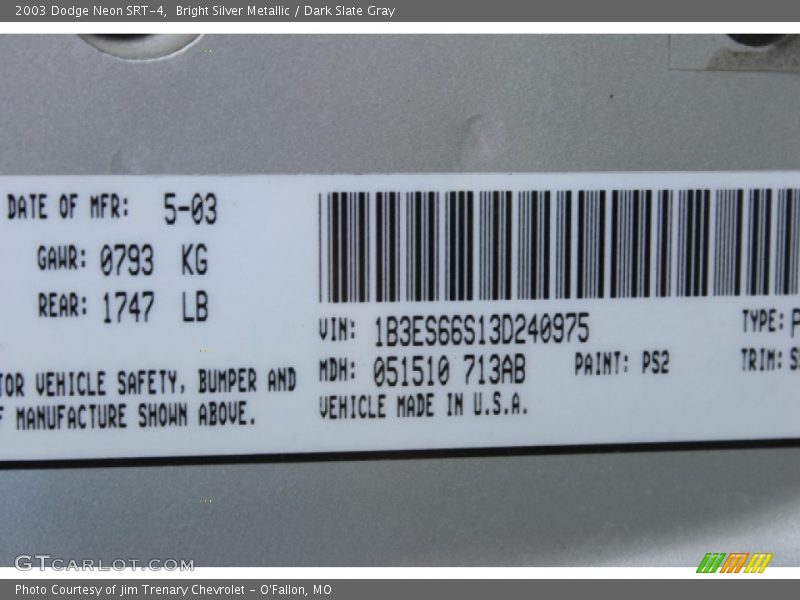 2003 Dodge Neon SRT-4, Bright Silver Metallic / Dark Slate Gray
DATE OF MFR: 5-03
GAWR: 0793 KG
REAR: 1747 LB
VIN: 1B3ES66S13D240975
TYPE:
MDH: 051510 713AB
PAINT: PS2
TRIM:
VEHICLE MADE IN U.S.A.
VEHICLE SAFETY, BUMPER AND
MANUFACTURE SHOWN ABOVE.
GTCARLOT.COM
Photo Courtesy of Jim Trenary Chevrolet - O'Fallon, MO